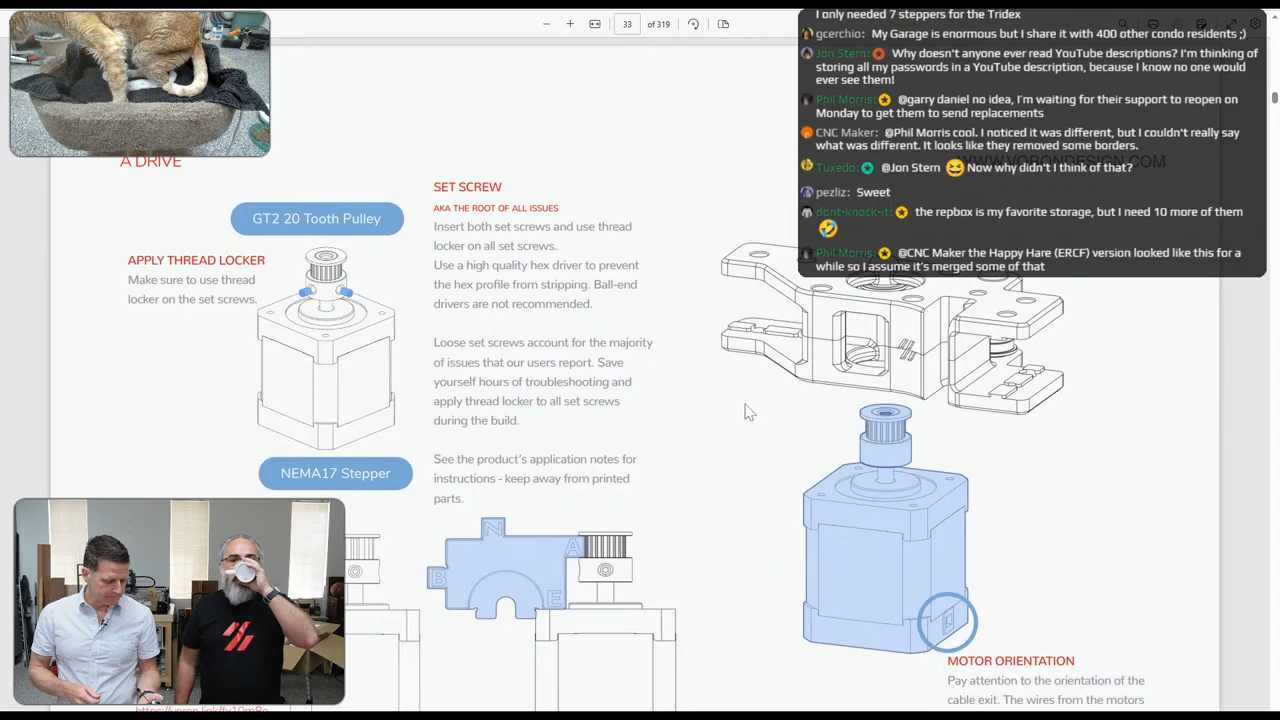 33 of 319
I only needed 7 steppers for the Tridex
gcerchio: My Garage is enormous but I share it with 400 other condo residents ;)
Jon Stern: Why doesn't anyone ever read YouTube descriptions? I'm thinking of
storing all my passwords in a YouTube description, because I know no one would
ever see them!
Phil Morris: @garry daniel no idea, I'm waiting for their support to reopen on
Monday to get them to send replacements
CNC Maker: @Phil Morris cool. I noticed it was different, but I couldn't really say
what was different. It looks like they removed some borders.
WWW.VORONDESIGN.COM
Tuxedo: @Jon Stern 😆 Now why didn't I think of that?
pezliz: Sweet
dont-knock-it: the repbox is my favorite storage, but I need 10 more of them
🤣
Phil Morris: @CNC Maker the Happy Hare (ERCF) version looked like this for a
while so I assume it's merged some of that
A DRIVE
GT2 20 Tooth Pulley
APPLY THREAD LOCKER
Make sure to use thread
locker on the set screws.
NEMA17 Stepper
SET SCREW
AKA THE ROOT OF ALL ISSUES
Insert both set screws and use thread
locker on all set screws.
Use a high quality hex driver to prevent
the hex profile from stripping. Ball-end
drivers are not recommended.
Loose set screws account for the majority
of issues that our users report. Save
yourself hours of troubleshooting and
apply thread locker to all set screws
during the build.
See the product's application notes for
instructions - keep away from printed
parts.
N
A
B
E
MOTOR ORIENTATION
Pay attention to the orientation of the
cable exit. The wires from the motors